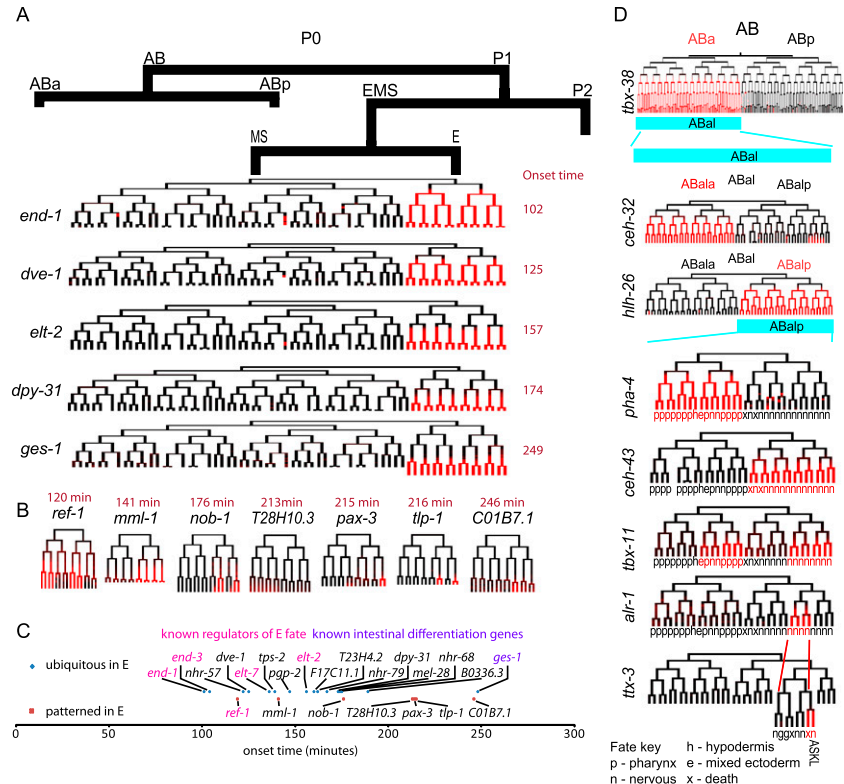 A
P0
AB
P1
ABa
ABp
EMS
P2
MS
E
Onset time
end-1
102
dve-1
125
elt-2
157
dpy-31
174
ges-1
249
B
120 min
141 min
176 min
213min
215 min
216 min
246 min
ref-1
mml-1
nob-1
T28H10.3
pax-3
tlp-1
C01B7.1
C
known regulators of E fate
known intestinal differentiation genes
ubiquitous in E
end-3
dve-1
tps-2
elt-2
T23H4.2
dpy-31
nhr-68
ges-1
end-1
nhr-57
elt-7
pgp-2
F17C11.1
nhr-79
mel-28
B0336.3
patterned in E
ref-1
mml-1
nob-1
T28H10.3
pax-3
tlp-1
C01B7.1
0
50
100
150
200
250
300
onset time (minutes)
D
AB
ABa
ABp
tbx-38
ABal
ABal
ABal
ABala
ABalp
ceh-32
ABal
ABala
ABalp
hlh-26
ABalp
pha-4
pppppppphepnnppppxnxnnnnnnnnnnnnn
ceh-43
pppp pppphepnnppppxnxnnnnnnnnnnnnn
tbx-11
pppppppphepnnppppxnxnnnnnnnnnnnnn
alr-1
pppppppphepnnppppxnxnnnnnnnnnnnnn
ttx-3
nggxnnxn
ASKL
Fate key
h - hypodermis
p - pharynx
e - mixed ectoderm
n - nervous
x - death